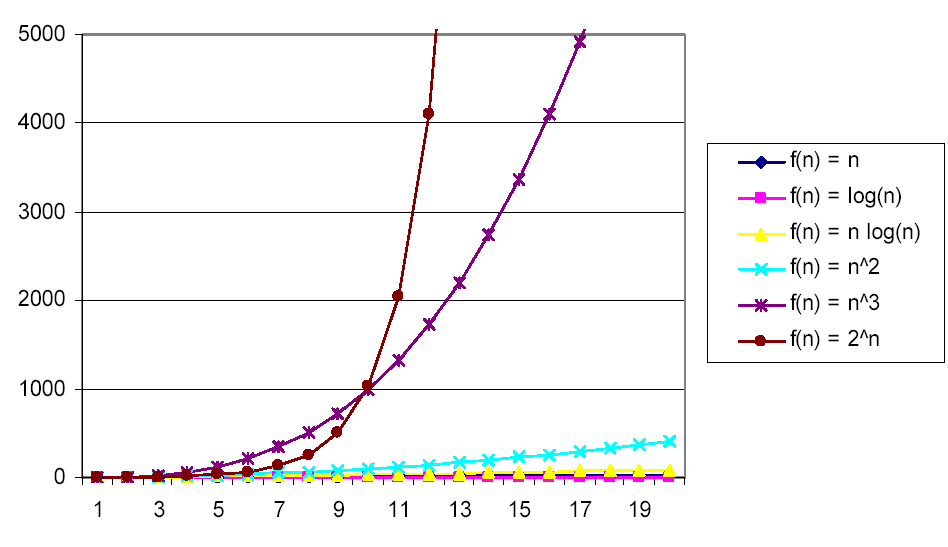 5000
4000
3000
2000
1000
0
1 3 5 7 9 11 13 15 17 19
f(n) = n
f(n) = log(n)
f(n) = n log(n)
f(n) = n^2
f(n) = n^3
f(n) = 2^n